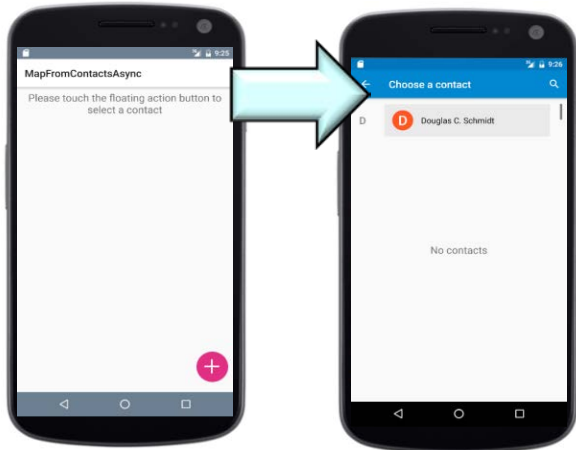 9:25
MapFromContactsAsync
Please touch the floating action button to
select a contact
9:26
Choose a contact
D
D
Douglas C. Schmidt
No contacts